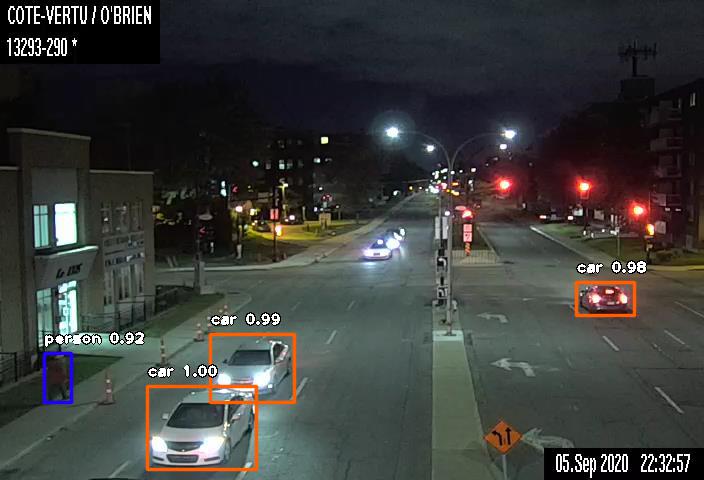 COTE-VERTU / O'BRIEN
13293-290 *
car 0.98
car 0.99
person 0.92
car 1.00
05.Sep 2020 22:32:57